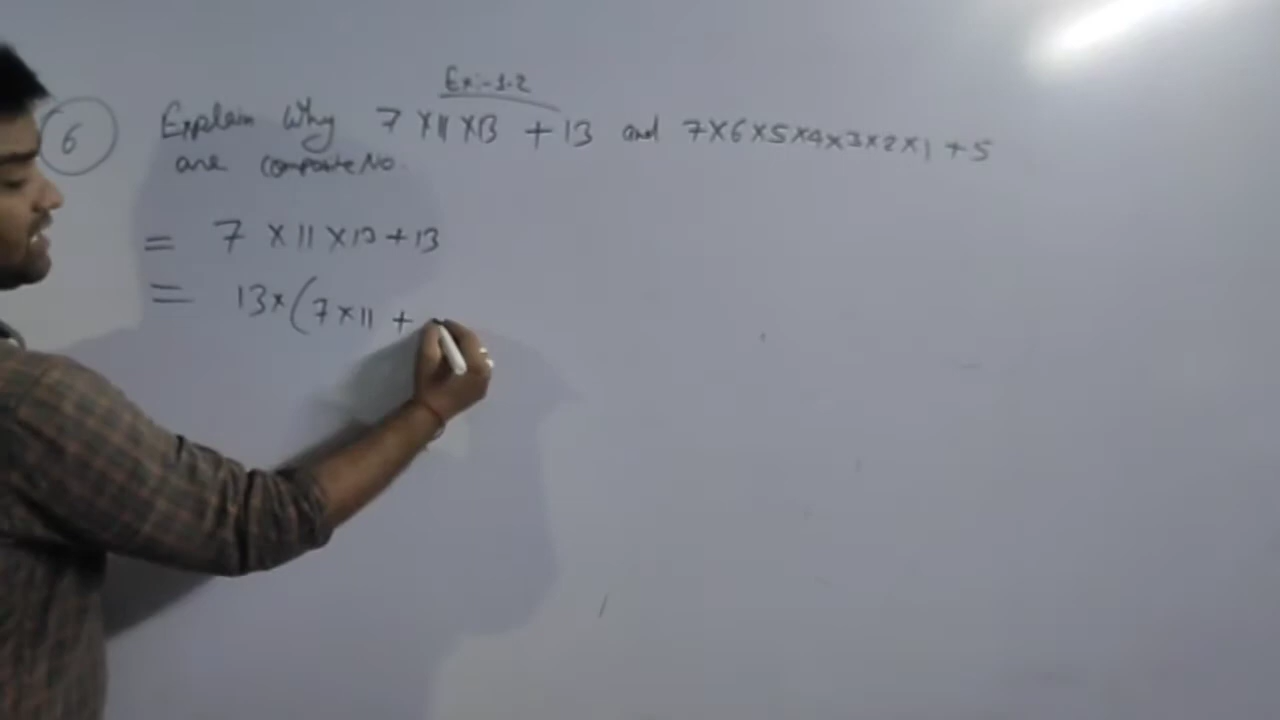 Ex:-1.2
6 Explain Why 7 × 11 × 13 + 13 and 7×6×5×4×3×2×1 + 5
are composite No.
= 7 × 11 × 13 + 13
= 13 × (7 × 11 +